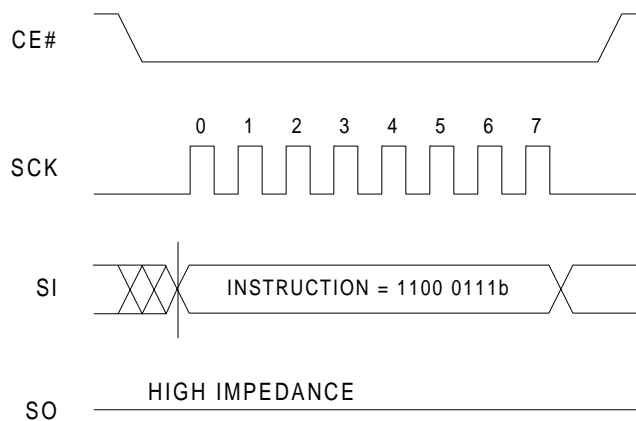 CE#
0 1 2 3 4 5 6 7
SCK
SI
INSTRUCTION = 1100 0111b
HIGH IMPEDANCE
SO